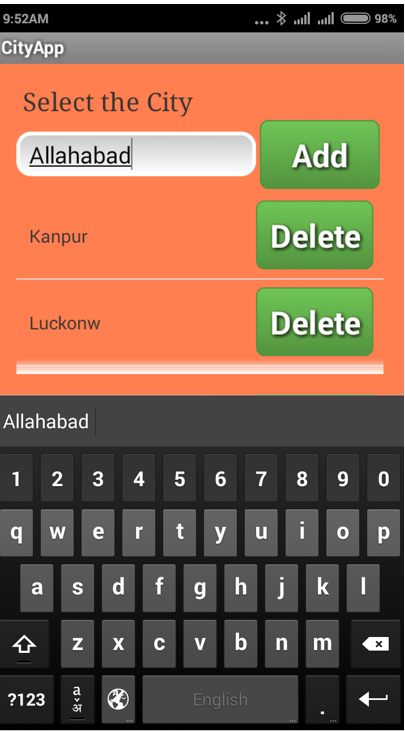 9:52AM ... 98%
CityApp
Select the City
Allahabad Add
Kanpur Delete
Luckonw Delete
Allahabad
1 2 3 4 5 6 7 8 9 0
q w e r t y u i o p
a s d f g h j k l
z x c v b n m
?123 a अ English ... . ...